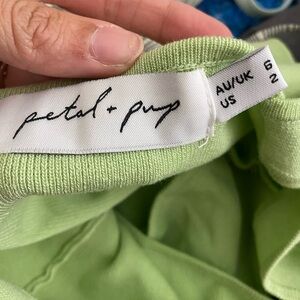 petal + pup
AU/UK 6
US 2